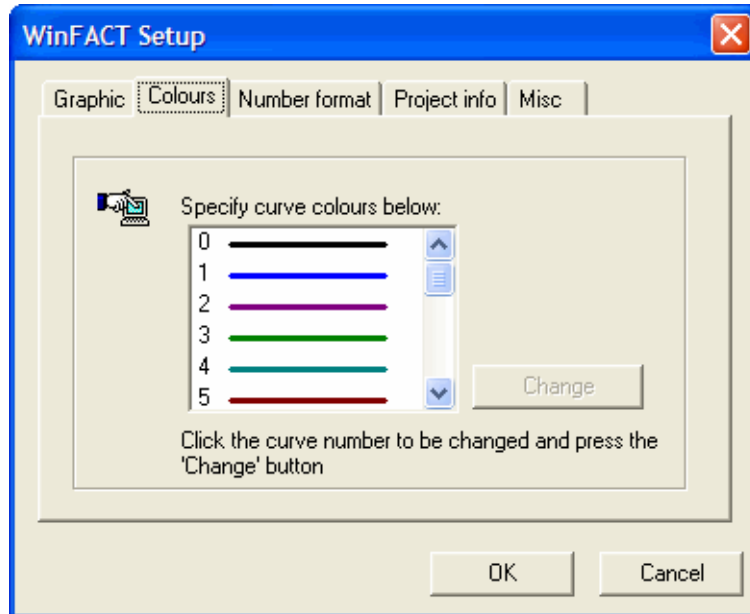 WinFACT Setup
Graphic Colours Number format Project info Misc
Specify curve colours below:
0
1
2
3
4
5
Change
Click the curve number to be changed and press the
'Change' button
OK Cancel